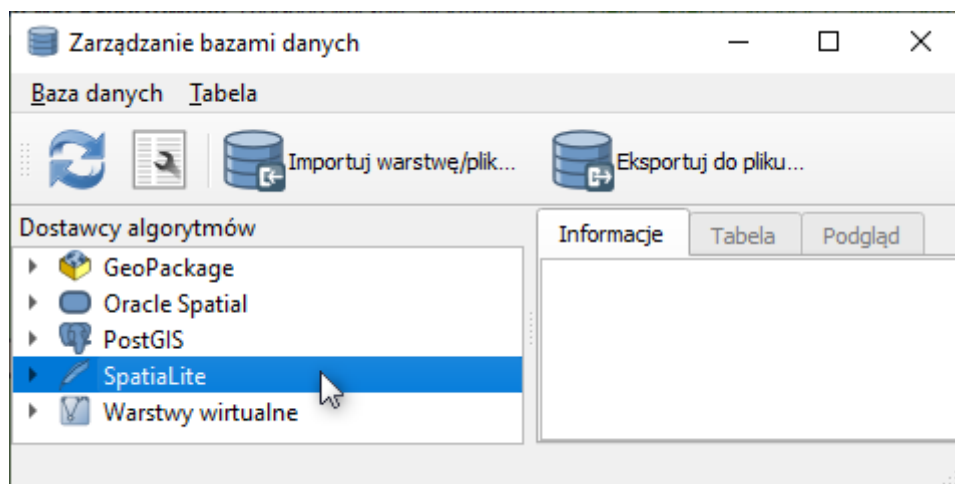 Zarządzanie bazami danych
Baza danych Tabela
Importuj warstwę/plik... Eksportuj do pliku...
Dostawcy algorytmów
Informacje Tabela Podgląd
GeoPackage
Oracle Spatial
PostGIS
SpatiaLite
Warstwy wirtualne